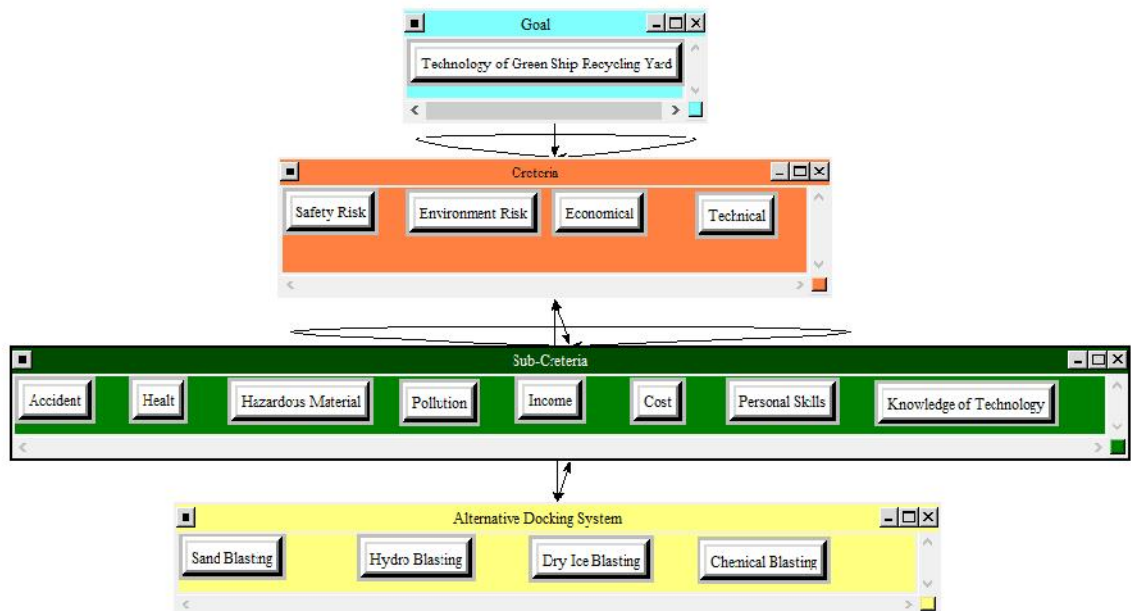 Goal
Technology of Green Ship Recycling Yard
Creteria
Safety Risk
Environment Risk
Economical
Technical
Sub-Creteria
Accident
Healt
Hazardous Material
Pollution
Income
Cost
Personal Skills
Knowledge of Technology
Alternative Docking System
Sand Blasting
Hydro Blasting
Dry Ice Blasting
Chemical Blasting